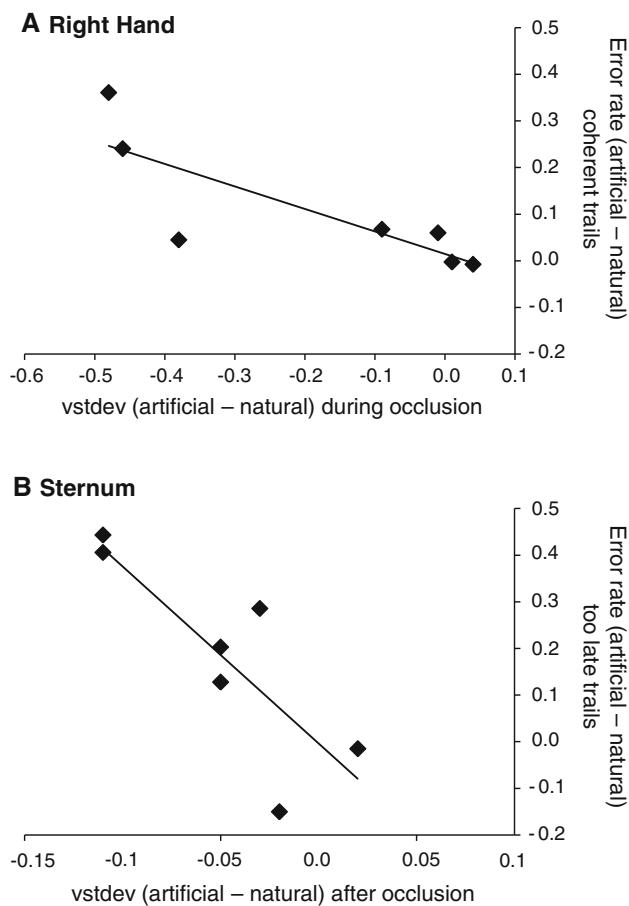 A Right Hand
0.5
0.4
0.3
0.2
0.1
0.0
-0.1
-0.2
Error rate (artificial – natural)
coherent trails
-0.6 -0.5 -0.4 -0.3 -0.2 -0.1 0.0 0.1
vstdev (artificial – natural) during occlusion
B Sternum
0.5
0.4
0.3
0.2
0.1
0.0
-0.1
-0.2
Error rate (artificial – natural)
too late trails
-0.15 -0.1 -0.05 0.0 0.05 0.1
vstdev (artificial – natural) after occlusion